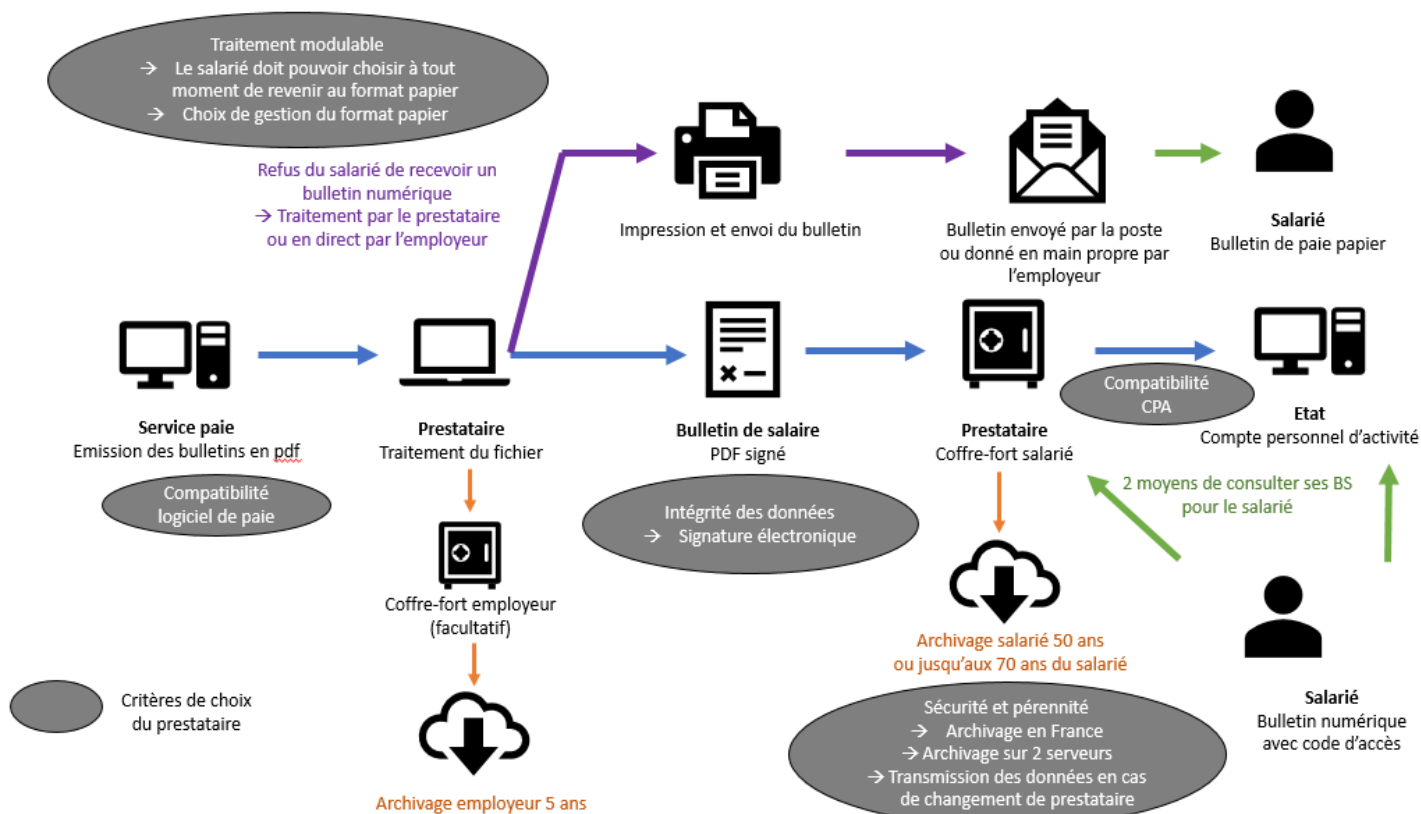 Traitement modulable
→ Le salarié doit pouvoir choisir à tout
moment de revenir au format papier
→ Choix de gestion du format papier
Refus du salarié de recevoir un
bulletin numérique
→ Traitement par le prestataire
ou en direct par l'employeur
Impression et envoi du bulletin
Bulletin envoyé par la poste
ou donné en main propre par
l'employeur
Salarié
Bulletin de paie papier
Service paie
Emission des bulletins en pdf
Compatibilité
logiciel de paie
Prestataire
Traitement du fichier
Bulletin de salaire
PDF signé
Intégrité des données
→ Signature électronique
Prestataire
Coffre-fort salarié
Compatibilité
CPA
Etat
Compte personnel d'activité
2 moyens de consulter ses BS
pour le salarié
Coffre-fort employeur
(facultatif)
Archivage employeur 5 ans
Archivage salarié 50 ans
ou jusqu'aux 70 ans du salarié
Sécurité et pérennité
→ Archivage en France
→ Archivage sur 2 serveurs
→ Transmission des données en cas
de changement de prestataire
Salarié
Bulletin numérique
avec code d'accès
Critères de choix
du prestataire